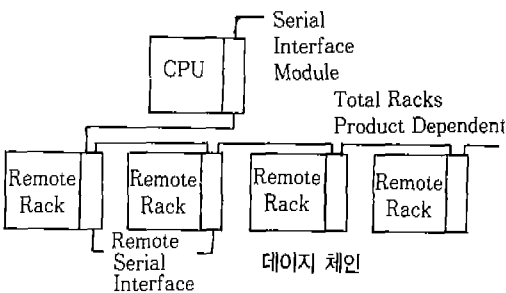 Serial
Interface
Module
CPU
Total Racks
Product Dependent
Remote
Rack
Remote
Rack
Remote
Rack
Remote
Rack
Remote
Serial
Interface
데이지 체인